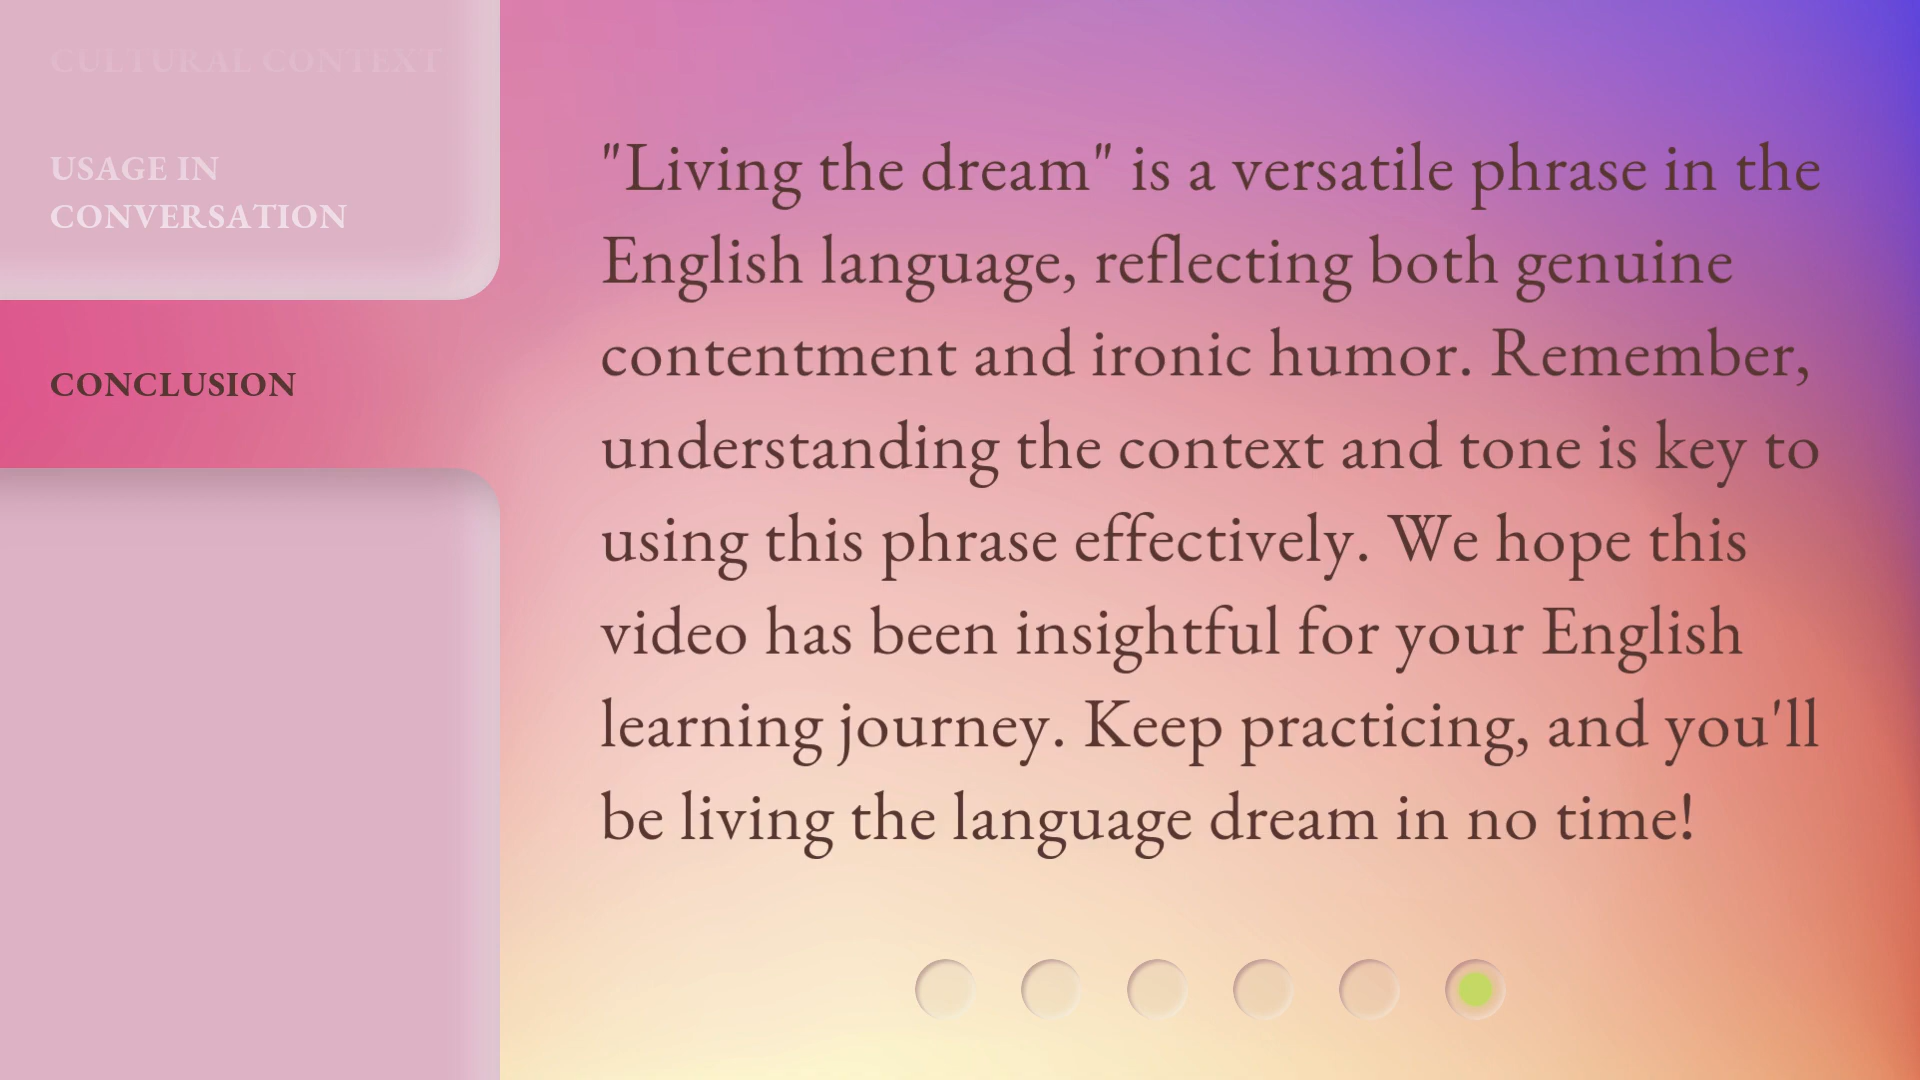 CULTURAL CONTEXT
USAGE IN
CONVERSATION
CONCLUSION
"Living the dream" is a versatile phrase in the
English language, reflecting both genuine
contentment and ironic humor. Remember,
understanding the context and tone is key to
using this phrase effectively. We hope this
video has been insightful for your English
learning journey. Keep practicing, and you'll
be living the language dream in no time!